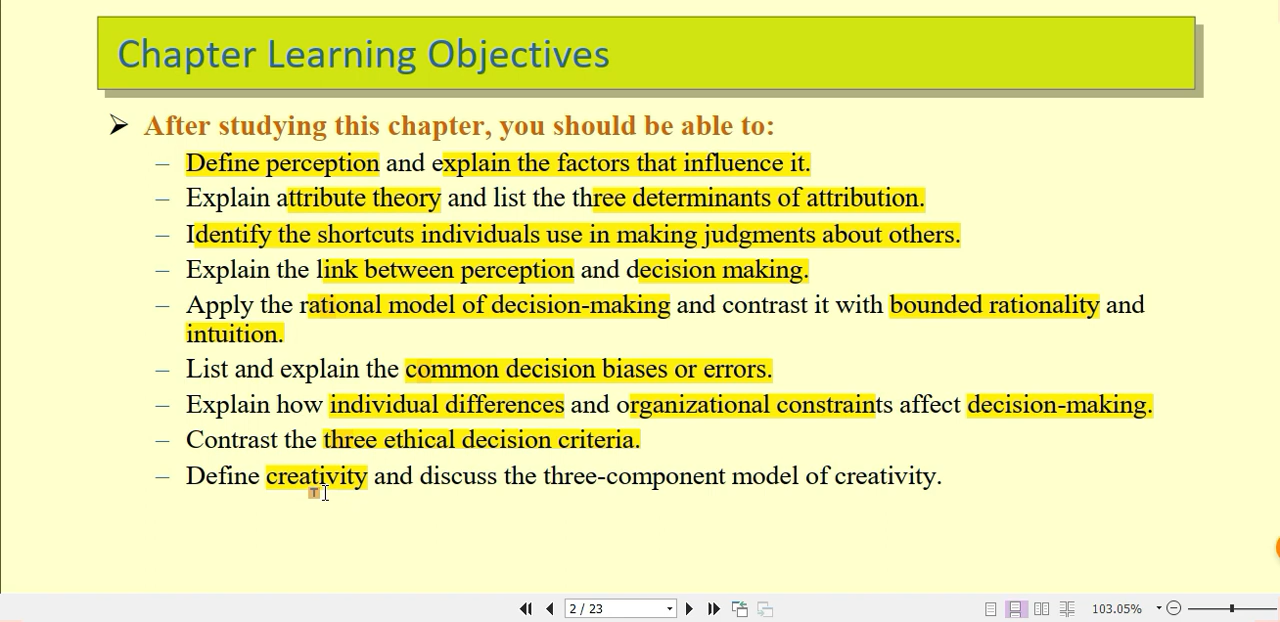 Chapter Learning Objectives
➢ After studying this chapter, you should be able to:
– Define perception and explain the factors that influence it.
– Explain attribute theory and list the three determinants of attribution.
– Identify the shortcuts individuals use in making judgments about others.
– Explain the link between perception and decision making.
– Apply the rational model of decision-making and contrast it with bounded rationality and
intuition.
– List and explain the common decision biases or errors.
– Explain how individual differences and organizational constraints affect decision-making.
– Contrast the three ethical decision criteria.
– Define creativity and discuss the three-component model of creativity.
T
2 / 23
103.05%